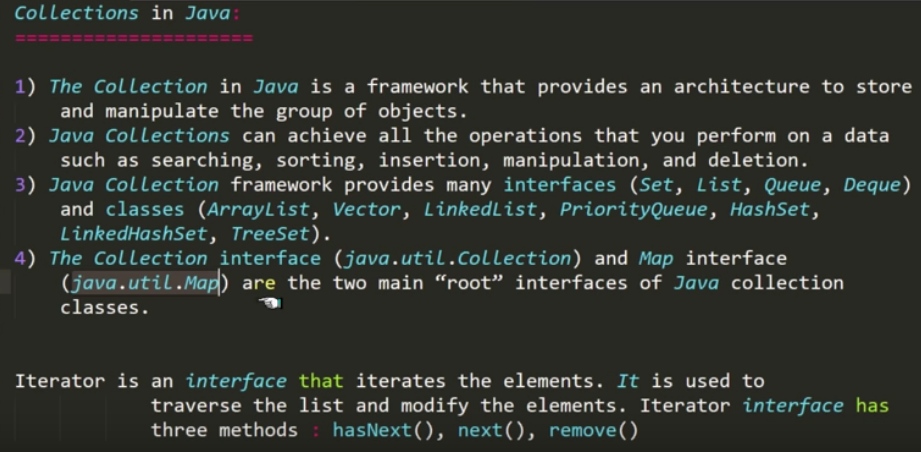 Collections in Java:
=====================
1) The Collection in Java is a framework that provides an architecture to store
and manipulate the group of objects.
2) Java Collections can achieve all the operations that you perform on a data
such as searching, sorting, insertion, manipulation, and deletion.
3) Java Collection framework provides many interfaces (Set, List, Queue, Deque)
and classes (ArrayList, Vector, LinkedList, PriorityQueue, HashSet,
LinkedHashSet, TreeSet).
4) The Collection interface (java.util.Collection) and Map interface
(java.util.Map) are the two main “root” interfaces of Java collection
classes.
Iterator is an interface that iterates the elements. It is used to
traverse the list and modify the elements. Iterator interface has
three methods : hasNext(), next(), remove()